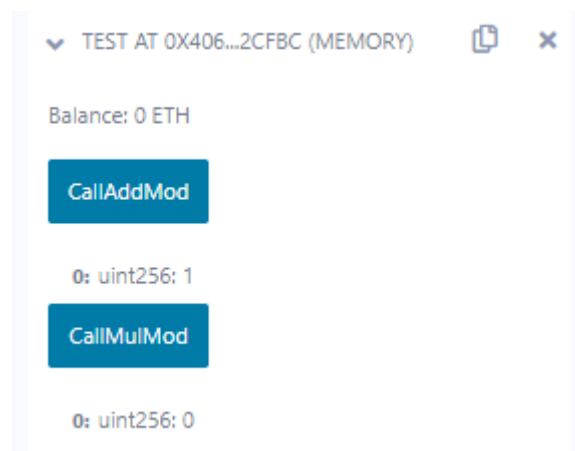 TEST AT 0X406...2CFBC (MEMORY)
Balance: 0 ETH
CallAddMod
0: uint256: 1
CallMulMod
0: uint256: 0